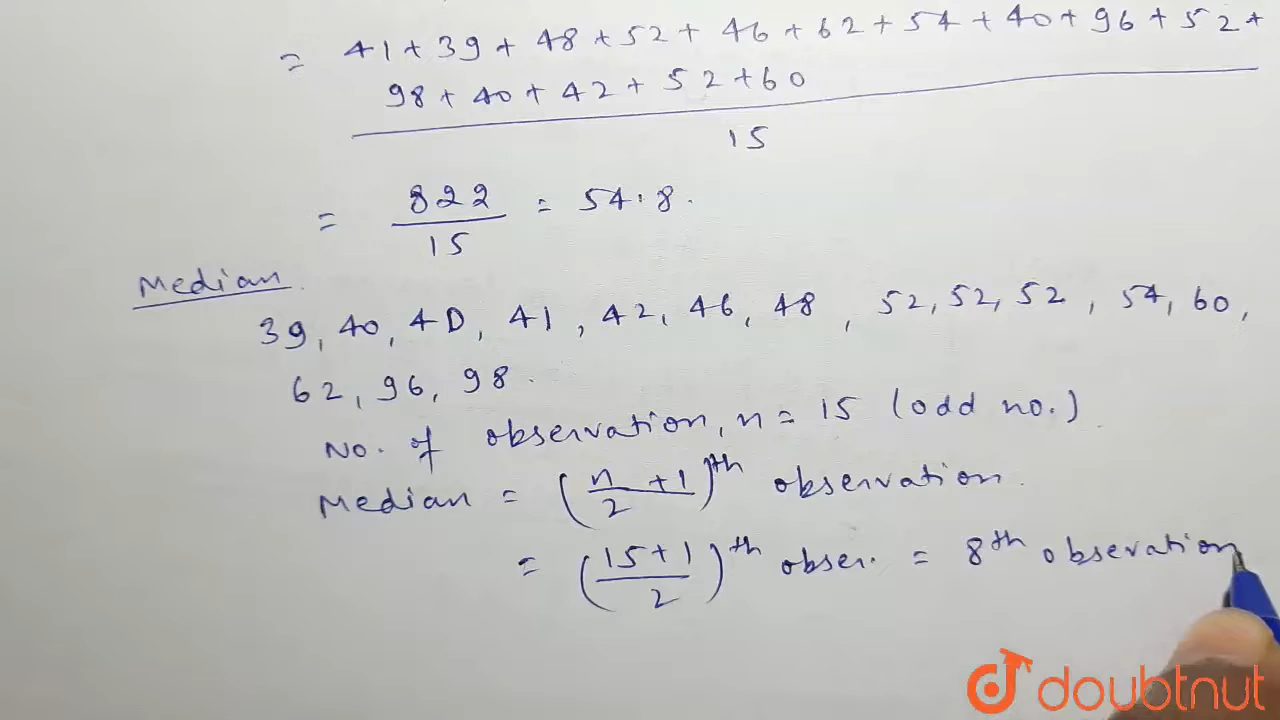 = 41+39+48+52+46+62+54+40+96+52+
98+40+42+52+60
15
= 822/15 = 54.8.
Median.
39, 40, 40, 41, 42, 46, 48, 52, 52, 52, 54, 60,
62, 96, 98.
No. of observation, n = 15 (odd no.)
Median = (n+1/2)th observation.
= (15+1/2)th obser. = 8th obsevation
doubtnut